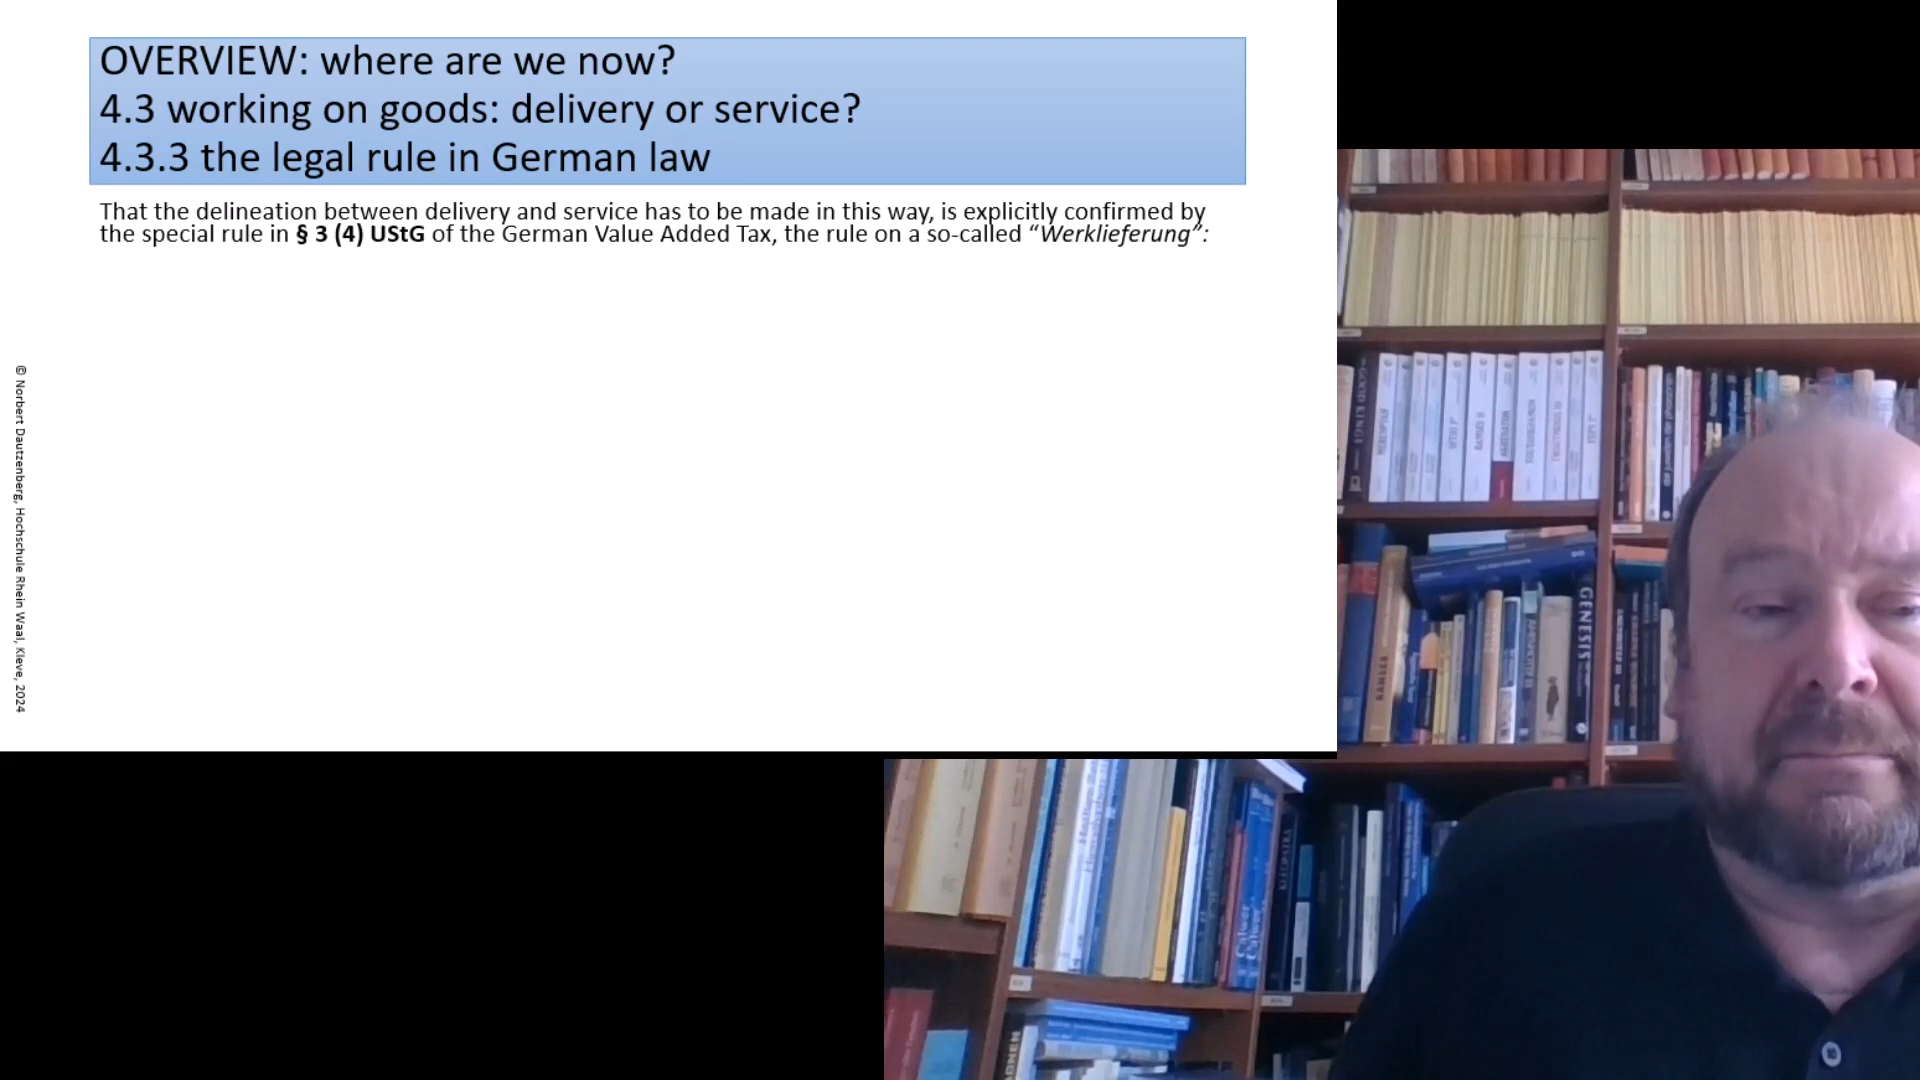 OVERVIEW: where are we now?
4.3 working on goods: delivery or service?
4.3.3 the legal rule in German law
That the delineation between delivery and service has to be made in this way, is explicitly confirmed by
the special rule in § 3 (4) UStG of the German Value Added Tax, the rule on a so-called “Werklieferung”:
© Norbert Dautzenberg, Hochschule Rhein Waal, Kleve, 2024
GENESIS
RAMSES